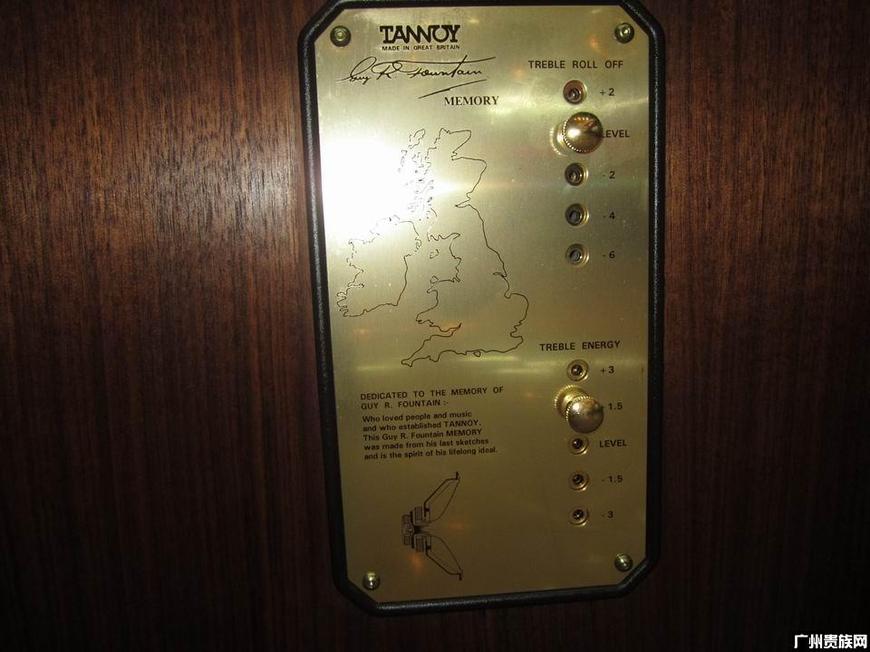 TANNOY
MADE IN GREAT BRITAIN
Guy R. Fountain
MEMORY
TREBLE ROLL OFF
+2
LEVEL
-2
-4
-6
TREBLE ENERGY
+3
1.5
LEVEL
-1.5
-3
DEDICATED TO THE MEMORY OF
GUY R. FOUNTAIN :-
Who loved people and music
and who established TANNOY.
This Guy R. Fountain MEMORY
was made from his last sketches
and is the spirit of his lifelong ideal.
广州贵族网